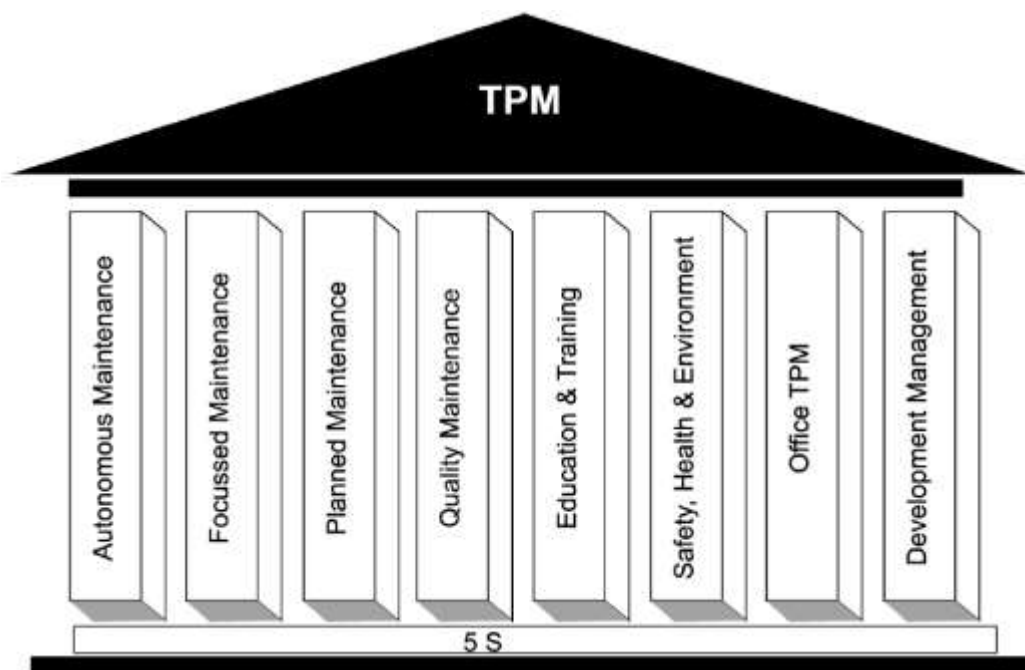 TPM
Autonomous Maintenance
Focussed Maintenance
Planned Maintenance
Quality Maintenance
Education & Training
Safety, Health & Environment
Office TPM
Development Management
5 S